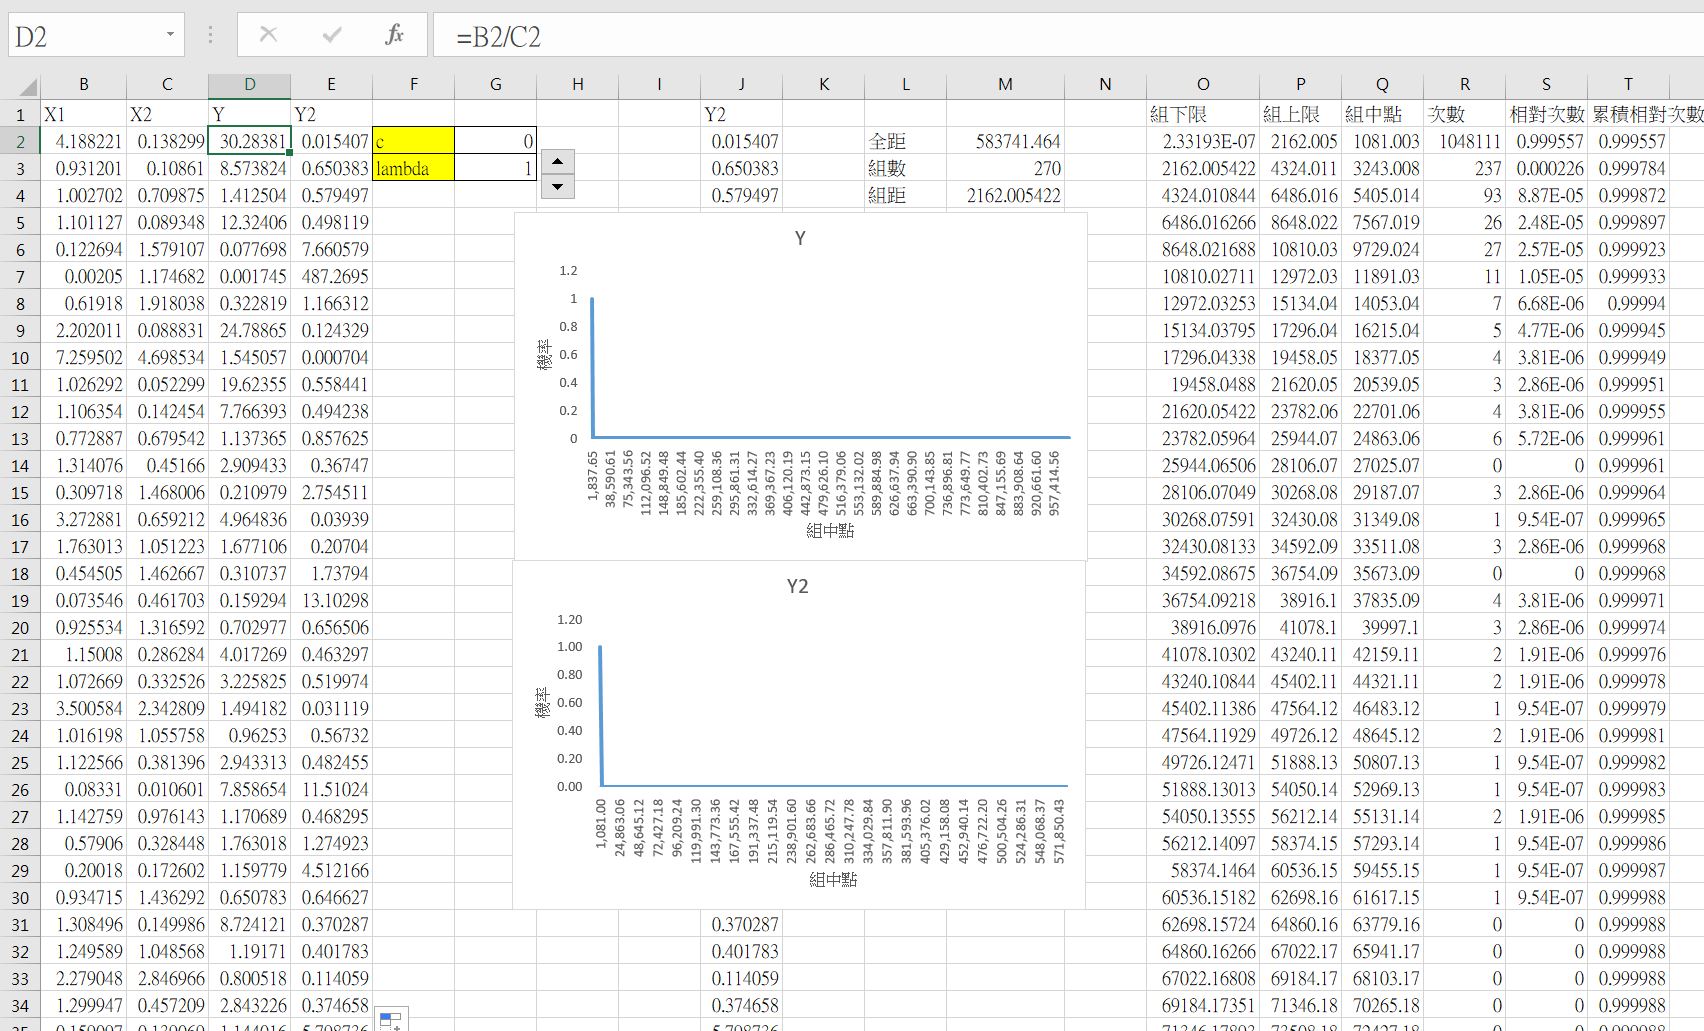 D2 fx =B2/C2
B C D E F G H I J K L M N O P Q R S T
1 X1 X2 Y Y2 Y2 組下限 組上限 組中點 次數 相對次數 累積相對次數
2 4.188221 0.138299 30.28381 0.015407 c 0 0.015407 全距 583741.464 2.33193E-07 2162.005 1081.003 1048111 0.999557 0.999557
3 0.931201 0.10861 8.573824 0.650383 lambda 1 0.650383 組數 270 2162.005422 4324.011 3243.008 237 0.000226 0.999784
4 1.002702 0.709875 1.412504 0.579497 0.579497 組距 2162.005422 4324.010844 6486.016 5405.014 93 8.87E-05 0.999872
5 1.101127 0.089348 12.32406 0.498119 6486.016266 8648.022 7567.019 26 2.48E-05 0.999897
6 0.122694 1.579107 0.077698 7.660579 8648.021688 10810.03 9729.024 27 2.57E-05 0.999923
7 0.00205 1.174682 0.001745 487.2695 10810.02711 12972.03 11891.03 11 1.05E-05 0.999933
8 0.61918 1.918038 0.322819 1.166312 12972.03253 15134.04 14053.04 7 6.68E-06 0.99994
9 2.202011 0.088831 24.78865 0.124329 15134.03795 17296.04 16215.04 5 4.77E-06 0.999945
10 7.259502 4.698534 1.545057 0.000704 17296.04338 19458.05 18377.05 4 3.81E-06 0.999949
11 1.026292 0.052299 19.62355 0.558441 19458.0488 21620.05 20539.05 3 2.86E-06 0.999951
12 1.106354 0.142454 7.766393 0.494238 21620.05422 23782.06 22701.06 4 3.81E-06 0.999955
13 0.772887 0.679542 1.137365 0.857625 23782.05964 25944.07 24863.06 6 5.72E-06 0.999961
14 1.314076 0.45166 2.909433 0.36747 25944.06506 28106.07 27025.07 0 0 0.999961
15 0.309718 1.468006 0.210979 2.754511 28106.07049 30268.08 29187.07 3 2.86E-06 0.999964
16 3.272881 0.659212 4.964836 0.03939 30268.07591 32430.08 31349.08 1 9.54E-07 0.999965
17 1.763013 1.051223 1.677106 0.20704 32430.08133 34592.09 33511.08 3 2.86E-06 0.999968
18 0.454505 1.462667 0.310737 1.73794 34592.08675 36754.09 35673.09 0 0 0.999968
19 0.073546 0.461703 0.159294 13.10298 36754.09218 38916.1 37835.09 4 3.81E-06 0.999971
20 0.925534 1.316592 0.702977 0.656506 38916.0976 41078.1 39997.1 3 2.86E-06 0.999974
21 1.15008 0.286284 4.017269 0.463297 41078.10302 43240.11 42159.11 2 1.91E-06 0.999976
22 1.072669 0.332526 3.225825 0.519974 43240.10844 45402.11 44321.11 2 1.91E-06 0.999978
23 3.500584 2.342809 1.494182 0.031119 45402.11386 47564.12 46483.12 1 9.54E-07 0.999979
24 1.016198 1.055758 0.96253 0.56732 47564.11929 49726.12 48645.12 2 1.91E-06 0.999981
25 1.122566 0.381396 2.943313 0.482455 49726.12471 51888.13 50807.13 1 9.54E-07 0.999982
26 0.08331 0.010601 7.858654 11.51024 51888.13013 54050.14 52969.13 1 9.54E-07 0.999983
27 1.142759 0.976143 1.170689 0.468295 54050.13555 56212.14 55131.14 2 1.91E-06 0.999985
28 0.57906 0.328448 1.763018 1.274923 56212.14097 58374.15 57293.14 1 9.54E-07 0.999986
29 0.20018 0.172602 1.159779 4.512166 58374.1464 60536.15 59455.15 1 9.54E-07 0.999987
30 0.934715 1.436292 0.650783 0.646627 60536.15182 62698.16 61617.15 1 9.54E-07 0.999988
31 1.308496 0.149986 8.724121 0.370287 0.370287 62698.15724 64860.16 63779.16 0 0 0.999988
32 1.249589 1.048568 1.19171 0.401783 0.401783 64860.16266 67022.17 65941.17 0 0 0.999988
33 2.279048 2.846966 0.800518 0.114059 0.114059 67022.16808 69184.17 68103.17 0 0 0.999988
34 1.299947 0.457209 2.843226 0.374658 0.374658 69184.17351 71346.18 70265.18 0 0 0.999988
Y
1.2
1
0.8
0.6
0.4
0.2
0
機率
1,837.65 38,590.61 75,343.56 112,096.52 148,849.48 185,602.44 222,355.40 259,108.36 295,861.31 332,614.27 369,367.23 406,120.19 442,873.15 479,626.10 516,379.06 553,132.02 589,884.98 626,637.94 663,390.90 700,143.85 736,896.81 773,649.77 810,402.73 847,155.69 883,908.64 920,661.60 957,414.56
組中點
Y2
1.20
1.00
0.80
0.60
0.40
0.20
0.00
機率
1,081.00 24,863.06 48,645.12 72,427.18 96,209.24 119,991.30 143,773.36 167,555.42 191,337.48 215,119.54 238,901.60 262,683.66 286,465.72 310,247.78 334,029.84 357,811.90 381,593.96 405,376.02 429,158.08 452,940.14 476,722.20 500,504.26 524,286.31 548,068.37 571,850.43
組中點